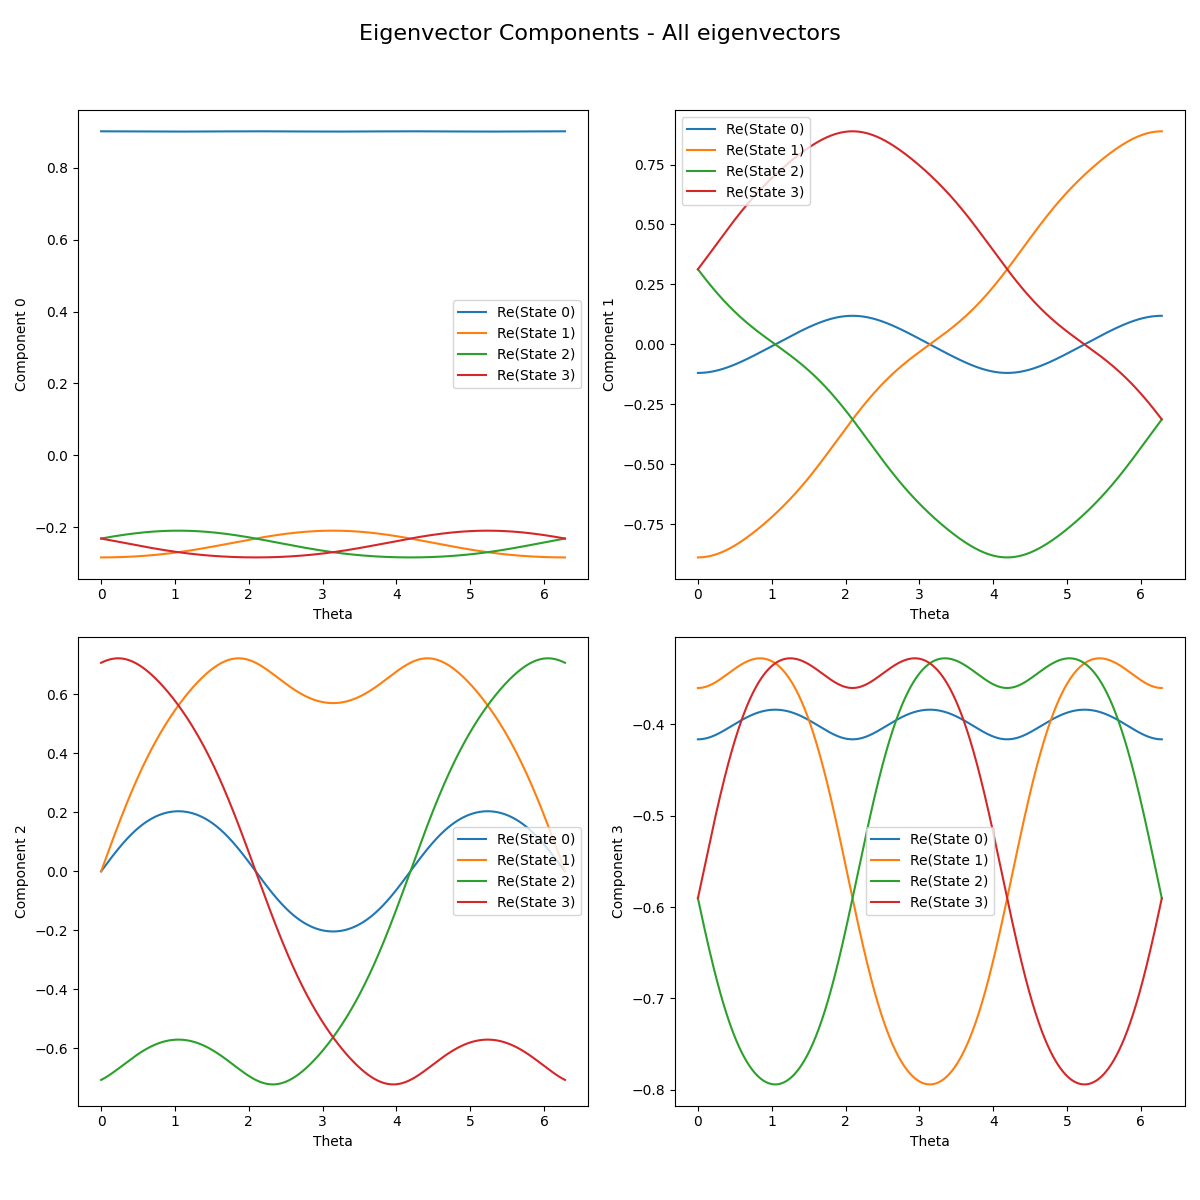 Eigenvector Components - All eigenvectors
Component 0
0.8
0.6
0.4
0.2
0.0
−0.2
0 1 2 3 4 5 6
Theta
Re(State 0)
Re(State 1)
Re(State 2)
Re(State 3)
Component 1
0.75
0.50
0.25
0.00
−0.25
−0.50
−0.75
0 1 2 3 4 5 6
Theta
Re(State 0)
Re(State 1)
Re(State 2)
Re(State 3)
Component 2
0.6
0.4
0.2
0.0
−0.2
−0.4
−0.6
0 1 2 3 4 5 6
Theta
Re(State 0)
Re(State 1)
Re(State 2)
Re(State 3)
Component 3
−0.4
−0.5
−0.6
−0.7
−0.8
0 1 2 3 4 5 6
Theta
Re(State 0)
Re(State 1)
Re(State 2)
Re(State 3)